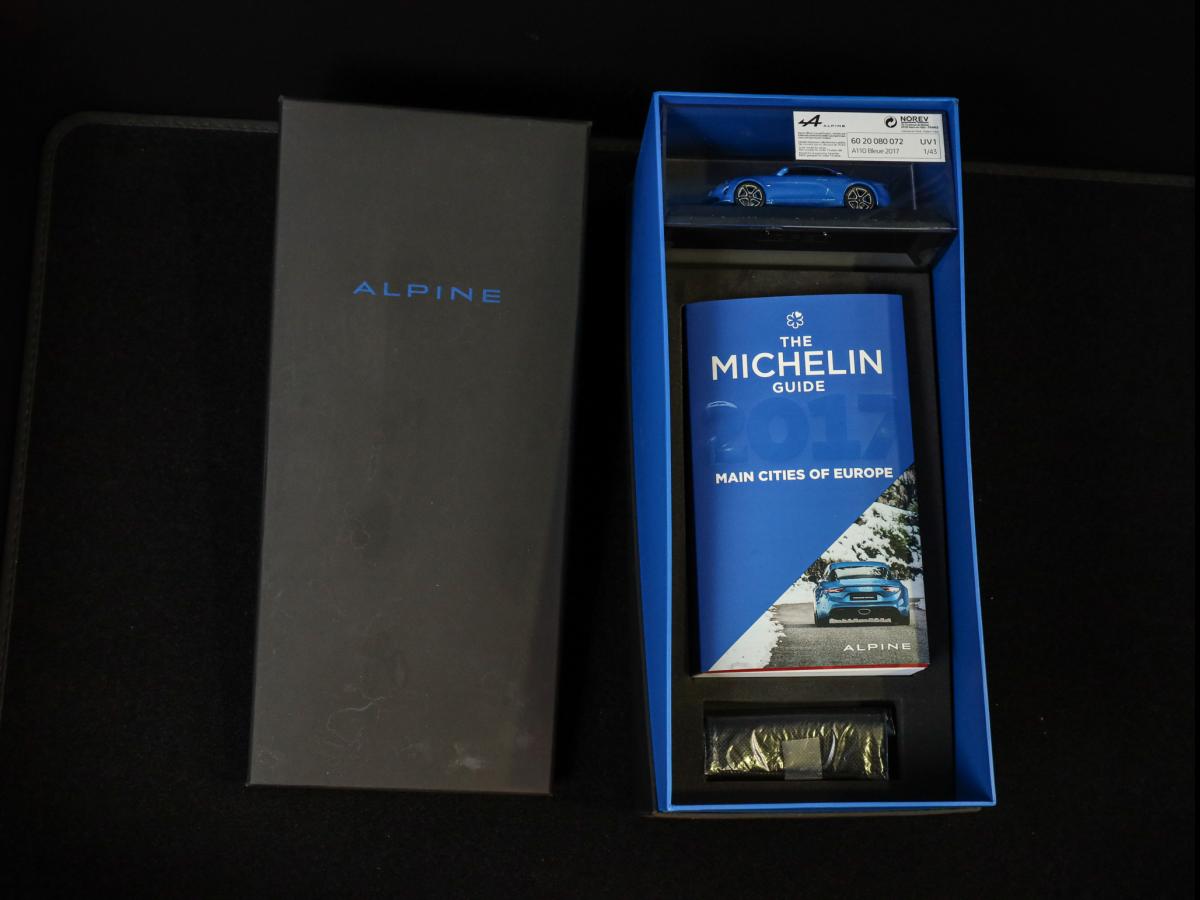 ALPINE
ALPINE
NOREV
60 20 080 072 UV1
A110 Bleue 2017 1/43
THE
MICHELIN
GUIDE
2017
MAIN CITIES OF EUROPE
ALPINE